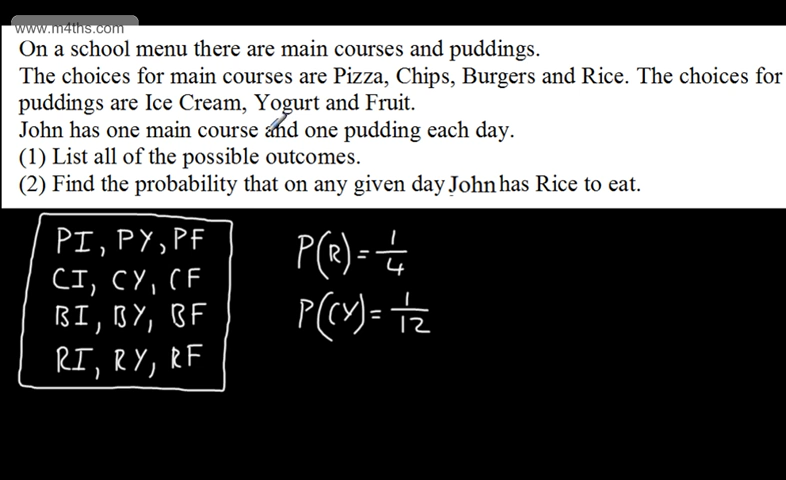 www.m4ths.com
On a school menu there are main courses and puddings.
The choices for main courses are Pizza, Chips, Burgers and Rice. The choices for
puddings are Ice Cream, Yogurt and Fruit.
John has one main course and one pudding each day.
(1) List all of the possible outcomes.
(2) Find the probability that on any given day John has Rice to eat.
PI, PY, PF
CI, CY, CF
BI, BY, BF
RI, RY, RF
P(R) = 1/4
P(CY) = 1/12